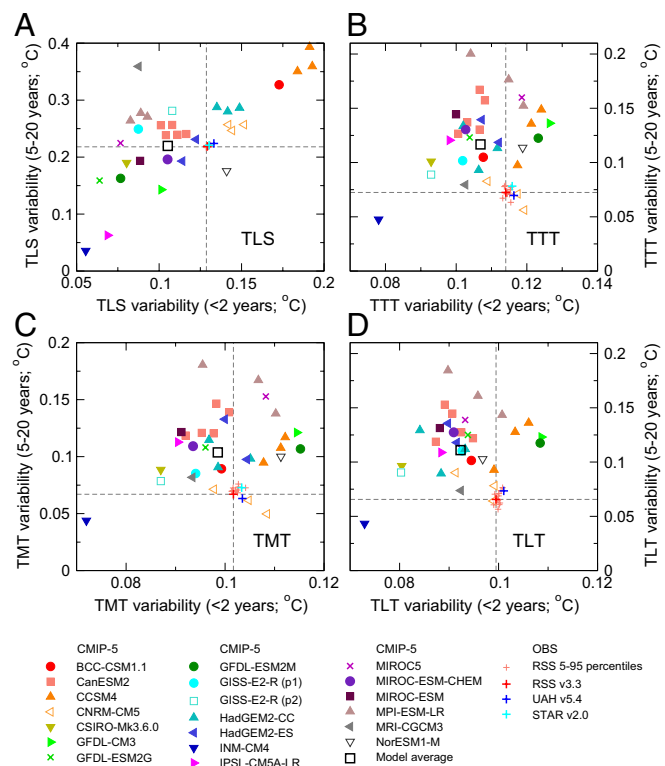 A
B
TLS variability (5-20 years; °C)
0.4
0.3
0.2
0.1
0
0.05
0.1
0.15
0.2
TLS
TLS variability (<2 years; °C)
TTT variability (5-20 years; °C)
0.2
0.15
0.1
0.05
0
0.08
0.1
0.12
0.14
TTT
TTT variability (<2 years; °C)
C
D
TMT variability (5-20 years; °C)
0.2
0.15
0.1
0.05
0
0.08
0.1
0.12
TMT
TMT variability (<2 years; °C)
TLT variability (5-20 years; °C)
0.2
0.15
0.1
0.05
0
0.08
0.1
0.12
TLT
TLT variability (<2 years; °C)
CMIP-5
BCC-CSM1.1
CanESM2
CCSM4
CNRM-CM5
CSIRO-Mk3.6.0
GFDL-CM3
GFDL-ESM2G
CMIP-5
GFDL-ESM2M
GISS-E2-R (p1)
GISS-E2-R (p2)
HadGEM2-CC
HadGEM2-ES
INM-CM4
IPSL-CM5A-LR
CMIP-5
MIROC5
MIROC-ESM-CHEM
MIROC-ESM
MPI-ESM-LR
MRI-CGCM3
NorESM1-M
Model average
OBS
RSS 5-95 percentiles
RSS v3.3
UAH v5.4
STAR v2.0